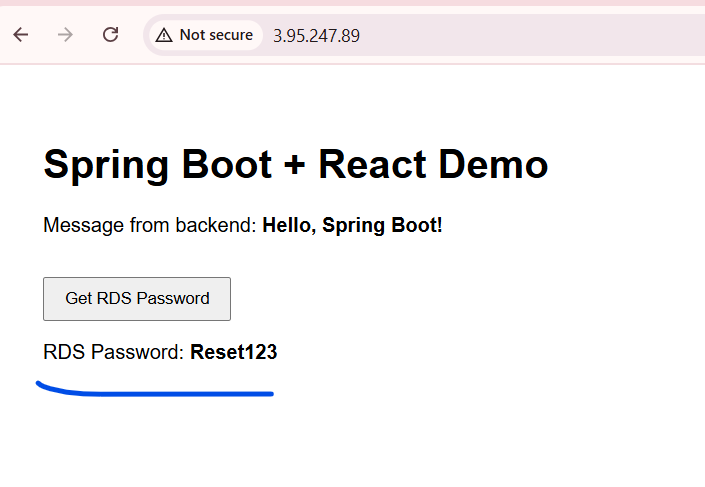 Not secure 3.95.247.89
Spring Boot + React Demo
Message from backend: Hello, Spring Boot!
Get RDS Password
RDS Password: Reset123